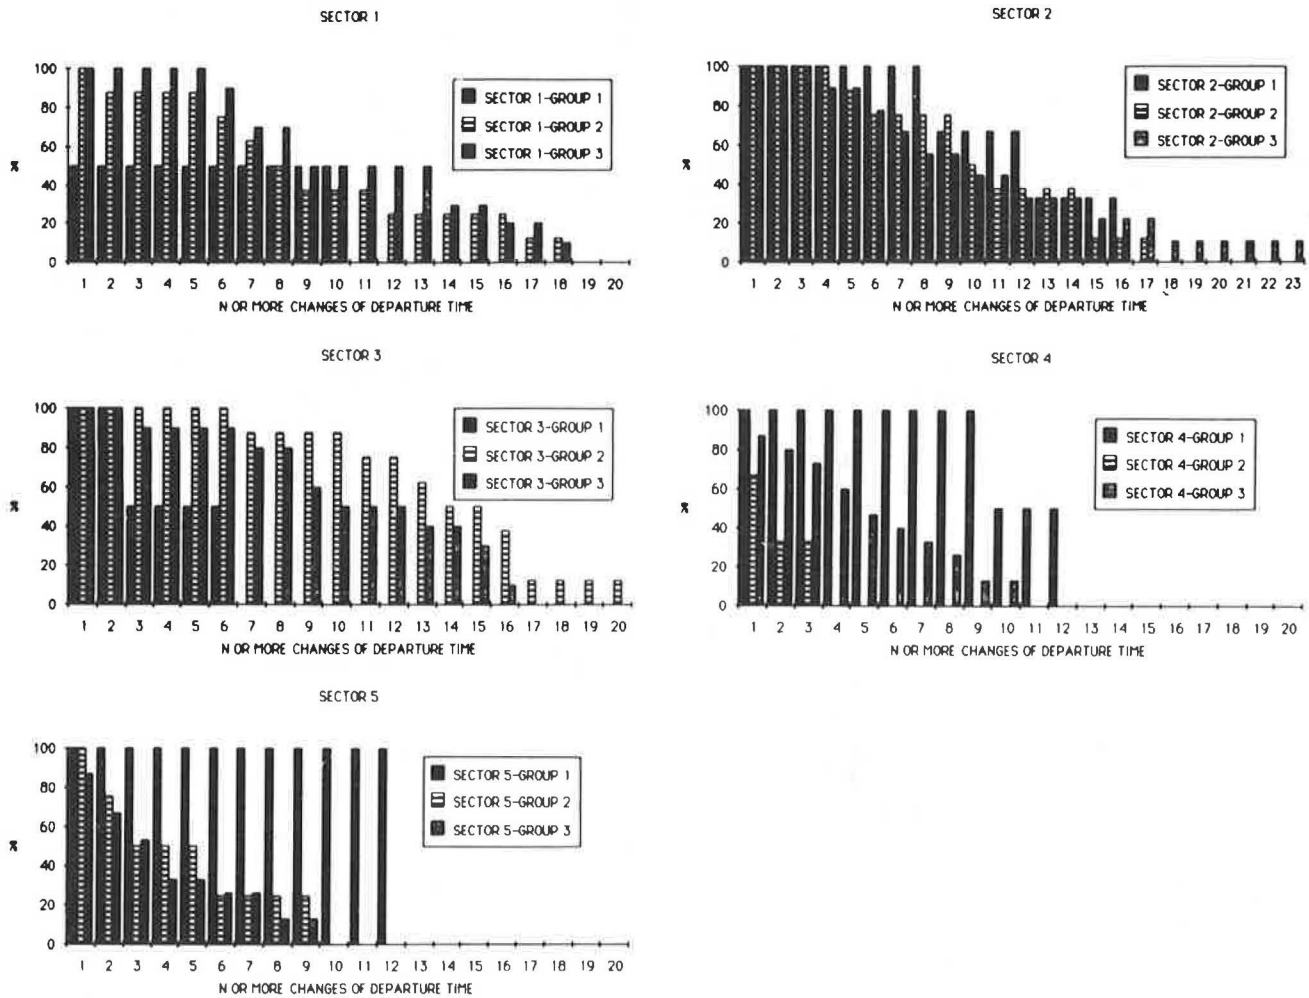 SECTOR 1
100
80
60
40
20
0
%
SECTOR 1-GROUP 1
SECTOR 1-GROUP 2
SECTOR 1-GROUP 3
1 2 3 4 5 6 7 8 9 10 11 12 13 14 15 16 17 18 19 20
N OR MORE CHANGES OF DEPARTURE TIME
SECTOR 2
100
80
60
40
20
0
%
SECTOR 2-GROUP 1
SECTOR 2-GROUP 2
SECTOR 2-GROUP 3
1 2 3 4 5 6 7 8 9 10 11 12 13 14 15 16 17 18 19 20 21 22 23
N OR MORE CHANGES OF DEPARTURE TIME
SECTOR 3
100
80
60
40
20
0
%
SECTOR 3-GROUP 1
SECTOR 3-GROUP 2
SECTOR 3-GROUP 3
1 2 3 4 5 6 7 8 9 10 11 12 13 14 15 16 17 18 19 20
N OR MORE CHANGES OF DEPARTURE TIME
SECTOR 4
100
80
60
40
20
0
%
SECTOR 4-GROUP 1
SECTOR 4-GROUP 2
SECTOR 4-GROUP 3
1 2 3 4 5 6 7 8 9 10 11 12 13 14 15 16 17 18 19 20
N OR MORE CHANGES OF DEPARTURE TIME
SECTOR 5
100
80
60
40
20
0
%
SECTOR 5-GROUP 1
SECTOR 5-GROUP 2
SECTOR 5-GROUP 3
1 2 3 4 5 6 7 8 9 10 11 12 13 14 15 16 17 18 19 20
N OR MORE CHANGES OF DEPARTURE TIME